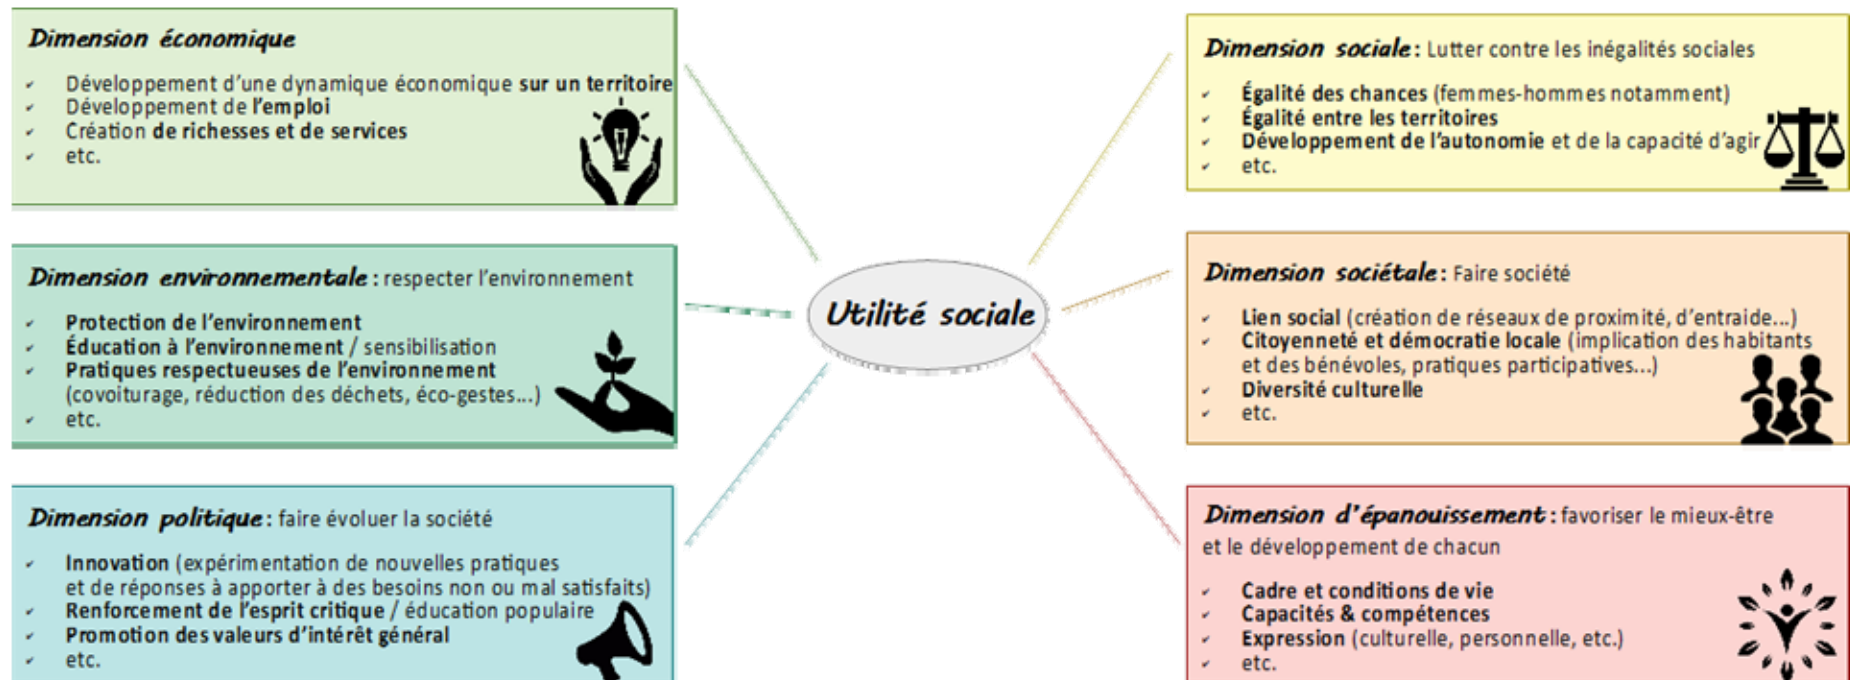 Dimension économique
✓ Développement d'une dynamique économique sur un territoire
✓ Développement de l'emploi
✓ Création de richesses et de services
✓ etc.
Dimension environnementale : respecter l'environnement
✓ Protection de l'environnement
✓ Éducation à l'environnement / sensibilisation
✓ Pratiques respectueuses de l'environnement
(covoiturage, réduction des déchets, éco-gestes...)
✓ etc.
Dimension politique : faire évoluer la société
✓ Innovation (expérimentation de nouvelles pratiques
et de réponses à apporter à des besoins non ou mal satisfaits)
✓ Renforcement de l'esprit critique / éducation populaire
✓ Promotion des valeurs d'intérêt général
✓ etc.
Utilité sociale
Dimension sociale : Lutter contre les inégalités sociales
✓ Égalité des chances (femmes-hommes notamment)
✓ Égalité entre les territoires
✓ Développement de l'autonomie et de la capacité d'agir
✓ etc.
Dimension sociétale : Faire société
✓ Lien social (création de réseaux de proximité, d'entraide...)
✓ Citoyenneté et démocratie locale (implication des habitants
et des bénévoles, pratiques participatives...)
✓ Diversité culturelle
✓ etc.
Dimension d'épanouissement : favoriser le mieux-être
et le développement de chacun
✓ Cadre et conditions de vie
✓ Capacités & compétences
✓ Expression (culturelle, personnelle, etc.)
✓ etc.